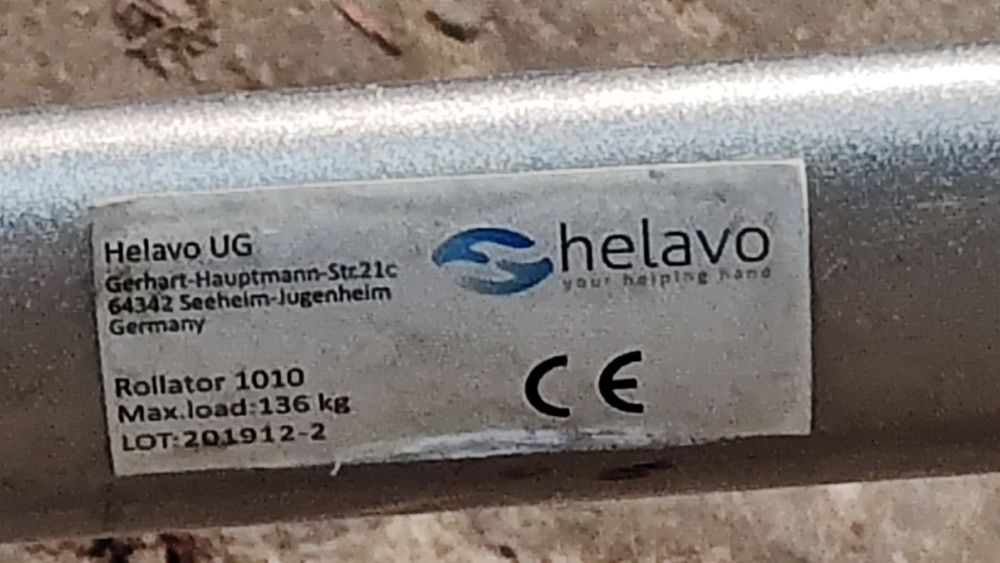 Helavo UG
Gerhart-Hauptmann-Str.21c
64342 Seeheim-Jugenheim
Germany
Rollator 1010
Max.load:136 kg
LOT:201912-2
helavo
your helping hand
CE